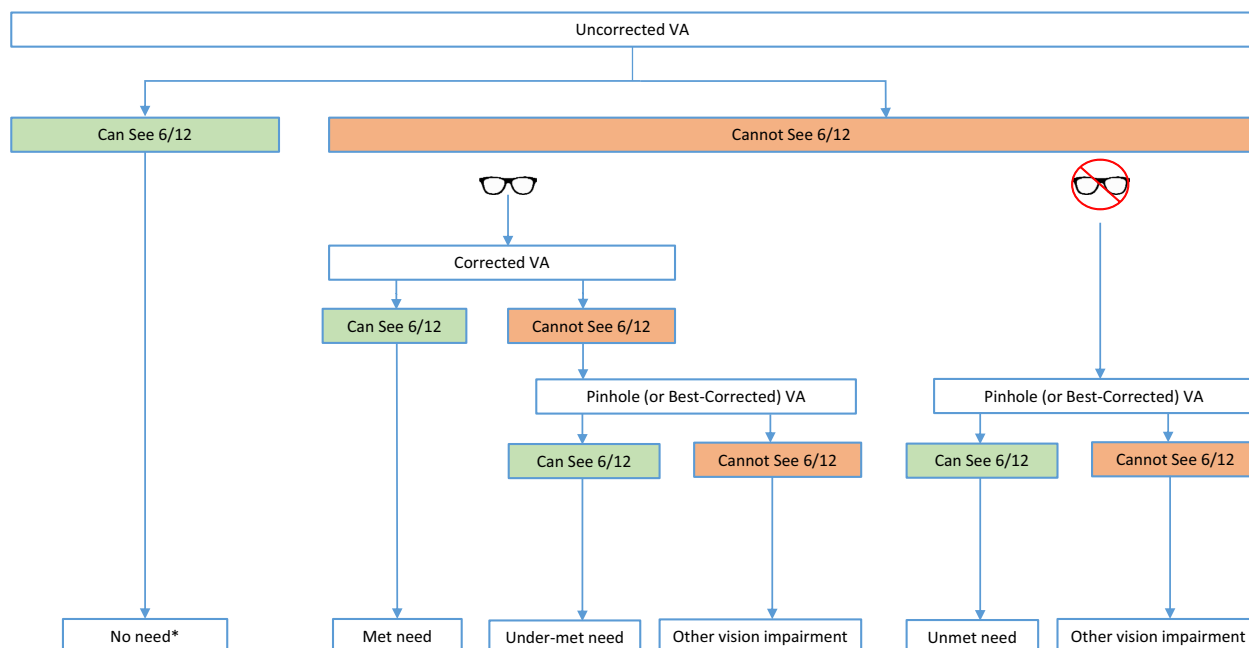 Uncorrected VA
Can See 6/12
Cannot See 6/12
Corrected VA
Can See 6/12
Cannot See 6/12
Pinhole (or Best-Corrected) VA
Pinhole (or Best-Corrected) VA
Can See 6/12
Cannot See 6/12
Can See 6/12
Cannot See 6/12
No need*
Met need
Under-met need
Other vision impairment
Unmet need
Other vision impairment